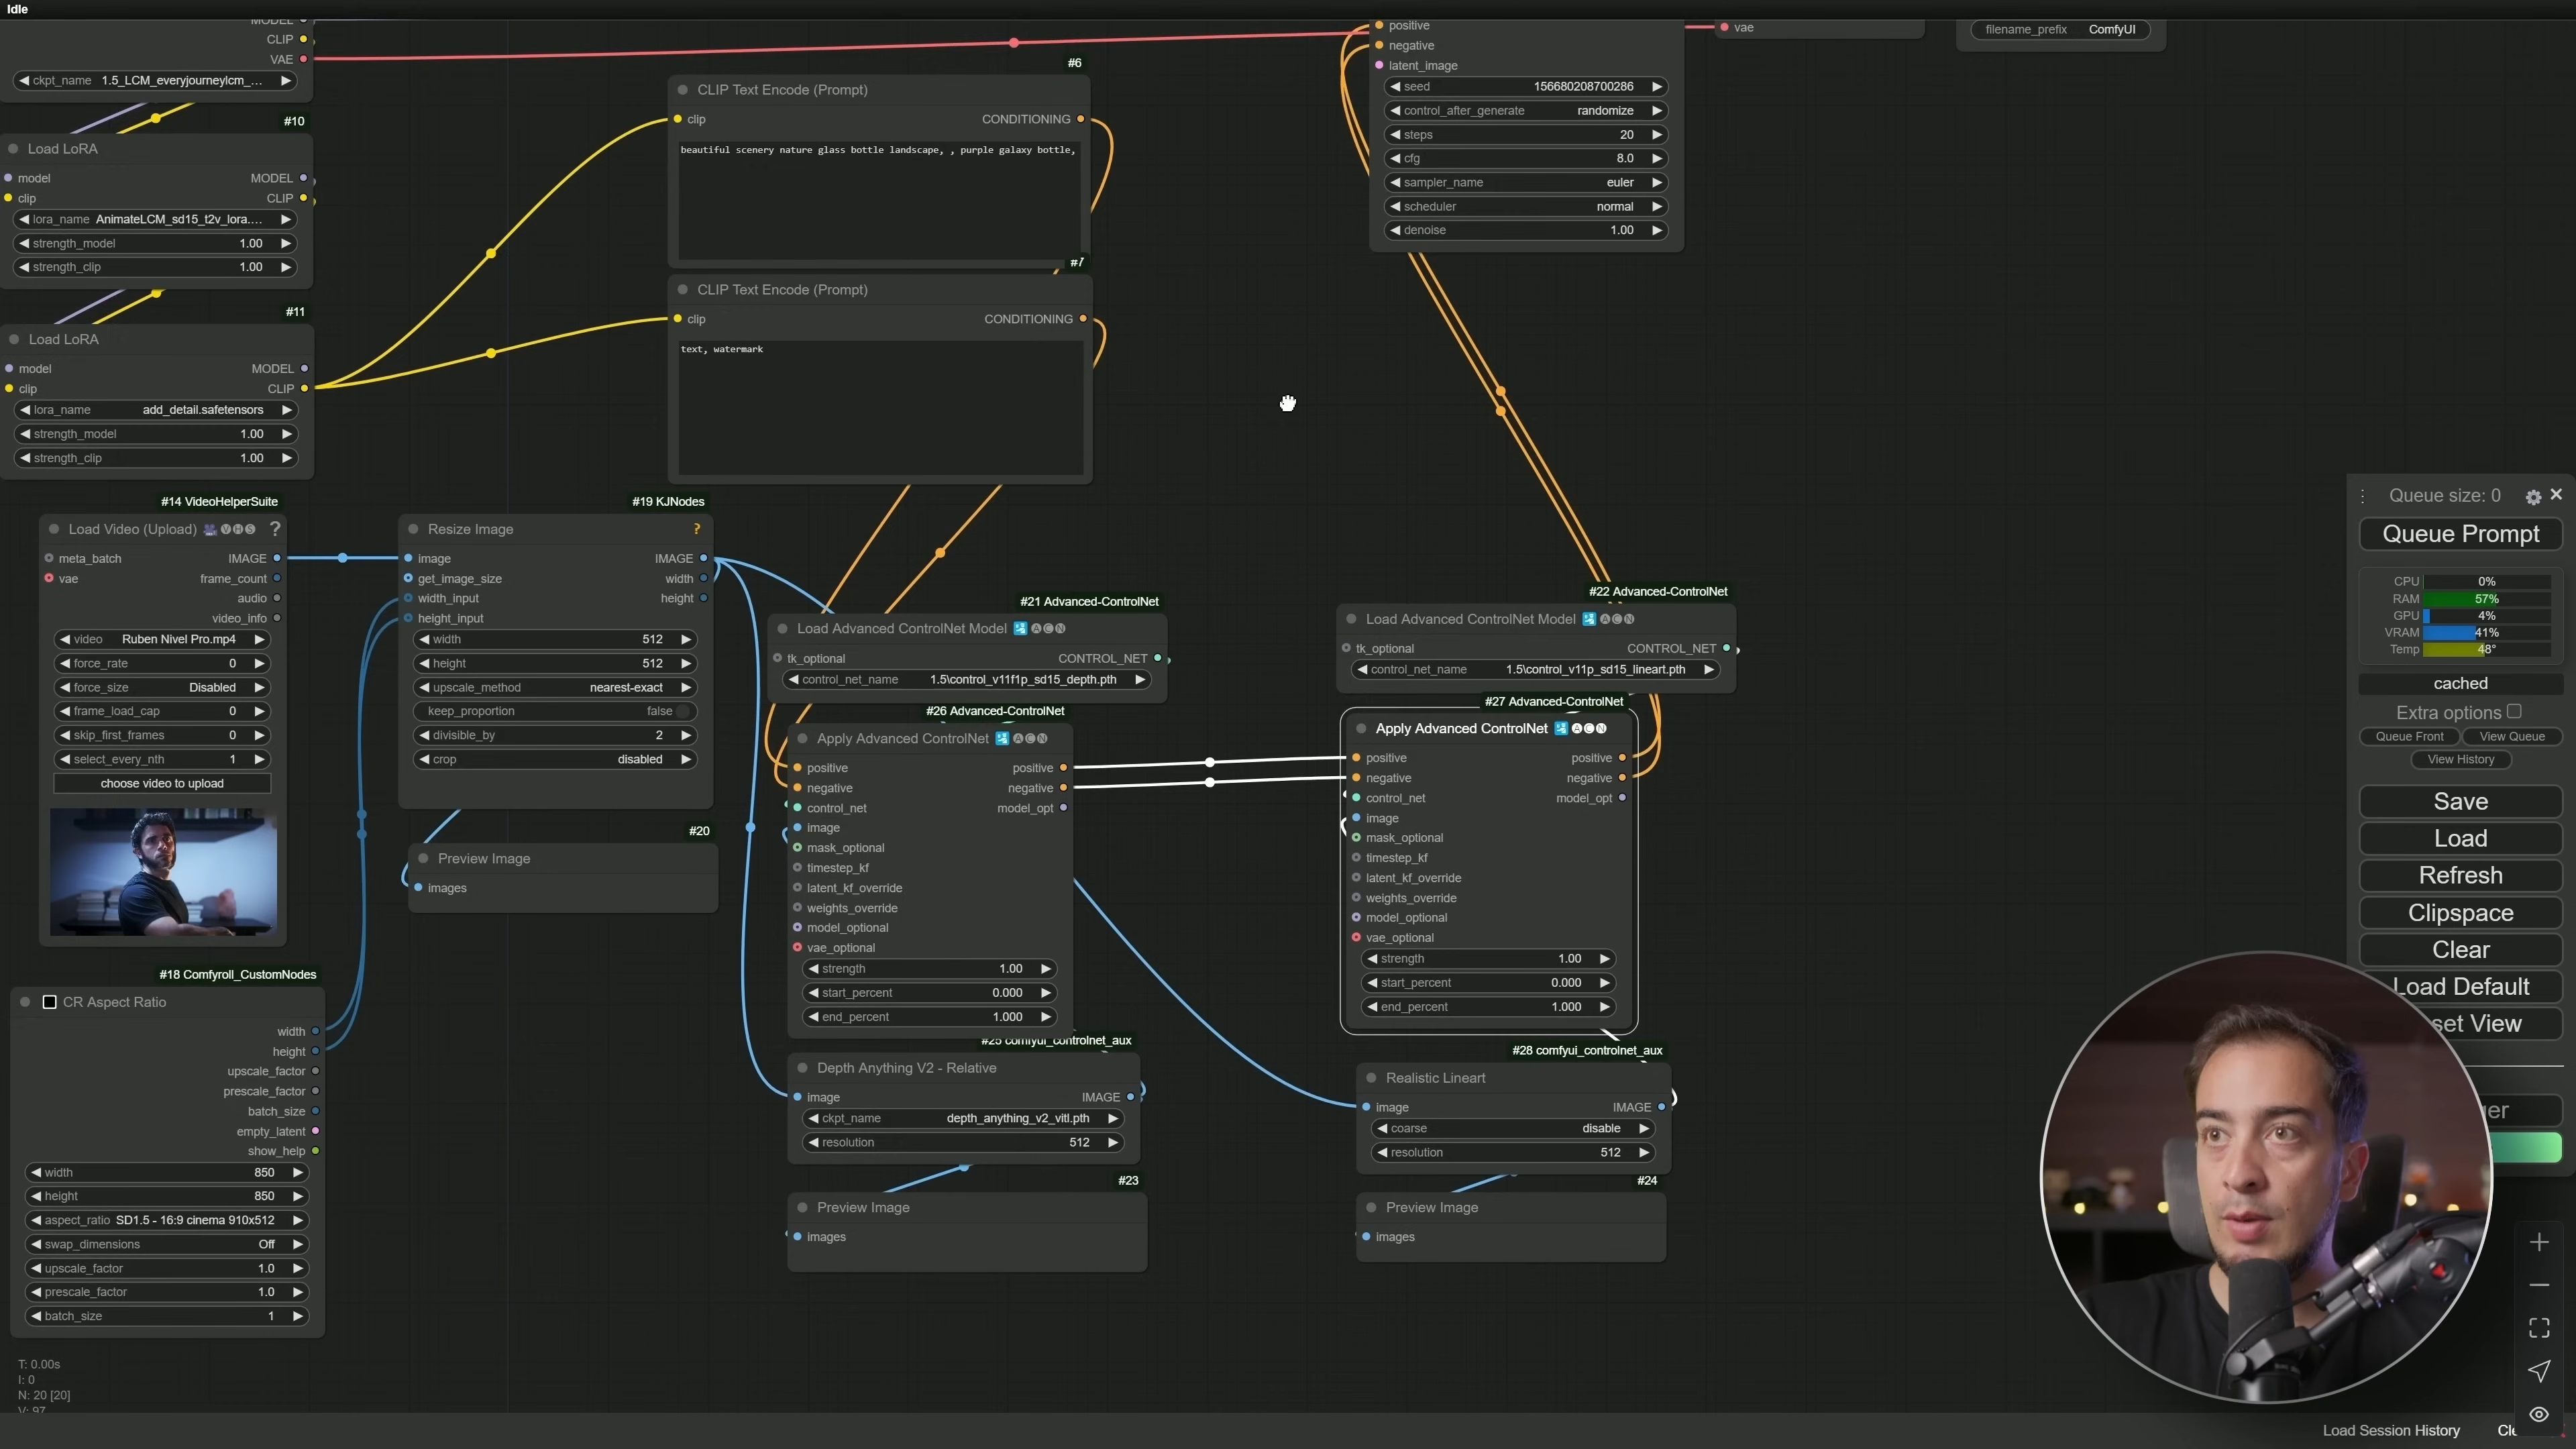 Idle
MODEL
CLIP
VAE
ckpt_name 1.5_LCM_everyjourneylcm_...
#10
Load LoRA
model MODEL
clip CLIP
lora_name AnimateLCM_sd15_t2v_lora....
strength_model 1.00
strength_clip 1.00
#11
Load LoRA
model MODEL
clip CLIP
lora_name add_detail.safetensors
strength_model 1.00
strength_clip 1.00
#6
CLIP Text Encode (Prompt)
clip CONDITIONING
beautiful scenery nature glass bottle landscape, , purple galaxy bottle,
#7
CLIP Text Encode (Prompt)
clip CONDITIONING
text, watermark
positive
negative
latent_image
seed 156680208700286
control_after_generate randomize
steps 20
cfg 8.0
sampler_name euler
scheduler normal
denoise 1.00
vae
filename_prefix ComfyUI
#14 VideoHelperSuite
Load Video (Upload) VHS ?
meta_batch IMAGE
vae frame_count
audio
video_info
video Ruben Nivel Pro.mp4
force_rate 0
force_size Disabled
frame_load_cap 0
skip_first_frames 0
select_every_nth 1
choose video to upload
#19 KJNodes
Resize Image ?
image IMAGE
get_image_size width
width_input height
height_input
width 512
height 512
upscale_method nearest-exact
keep_proportion false
divisible_by 2
crop disabled
#20
Preview Image
images
#18 Comfyroll_CustomNodes
CR Aspect Ratio
width
height
upscale_factor
prescale_factor
batch_size
empty_latent
show_help
width 850
height 850
aspect_ratio SD1.5 - 16:9 cinema 910x512
swap_dimensions Off
upscale_factor 1.0
prescale_factor 1.0
batch_size 1
#21 Advanced-ControlNet
Load Advanced ControlNet Model ACN
tk_optional CONTROL_NET
control_net_name 1.5\control_v11f1p_sd15_depth.pth
#26 Advanced-ControlNet
Apply Advanced ControlNet ACN
positive positive
negative negative
control_net model_opt
image
mask_optional
timestep_kf
latent_kf_override
weights_override
model_optional
vae_optional
strength 1.00
start_percent 0.000
end_percent 1.000
#25 comfyui_controlnet_aux
Depth Anything V2 - Relative
image IMAGE
ckpt_name depth_anything_v2_vitl.pth
resolution 512
#23
Preview Image
images
#22 Advanced-ControlNet
Load Advanced ControlNet Model ACN
tk_optional CONTROL_NET
control_net_name 1.5\control_v11p_sd15_lineart.pth
#27 Advanced-ControlNet
Apply Advanced ControlNet ACN
positive positive
negative negative
control_net model_opt
image
mask_optional
timestep_kf
latent_kf_override
weights_override
model_optional
vae_optional
strength 1.00
start_percent 0.000
end_percent 1.000
#28 comfyui_controlnet_aux
Realistic Lineart
image IMAGE
coarse disable
resolution 512
#24
Preview Image
images
Queue size: 0
Queue Prompt
CPU 0%
RAM 57%
GPU 4%
VRAM 41%
Temp 48°
cached
Extra options
Queue Front View Queue
View History
Save
Load
Refresh
Clipspace
Clear
Load Default
set View
er
T: 0.00s
I: 0
N: 20 [20]
V: 97
Load Session History